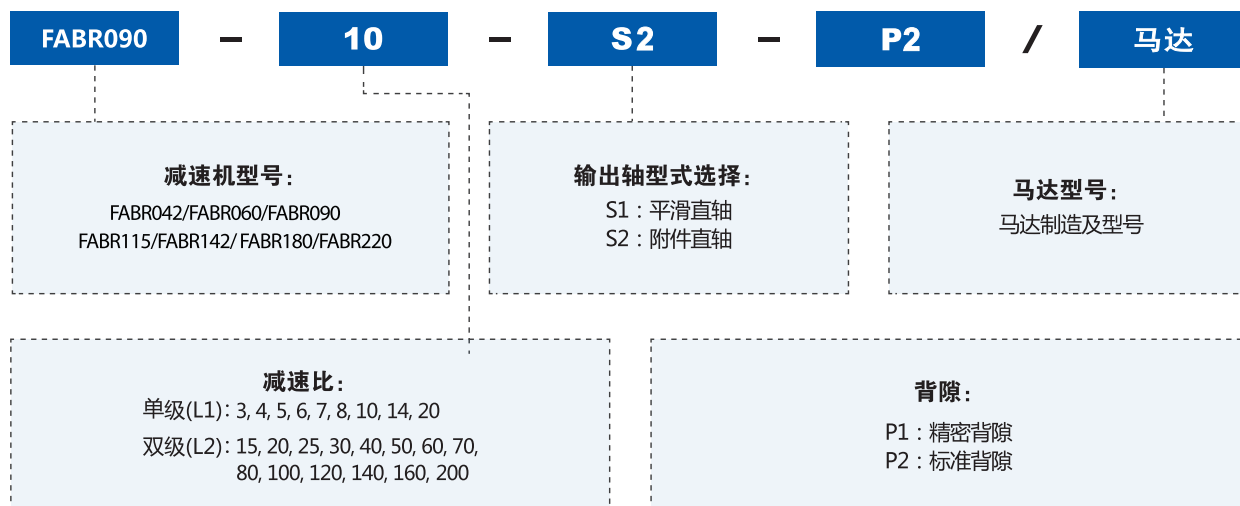 FABR090 - 10 - S2 - P2 / 马达
减速机型号：
FABR042/FABR060/FABR090
FABR115/FABR142/ FABR180/FABR220
输出轴型式选择：
S1：平滑直轴
S2：附件直轴
马达型号：
马达制造及型号
减速比：
单级(L1)：3, 4, 5, 6, 7, 8, 10, 14, 20
双级(L2)：15, 20, 25, 30, 40, 50, 60, 70,
80, 100, 120, 140, 160, 200
背隙：
P1：精密背隙
P2：标准背隙